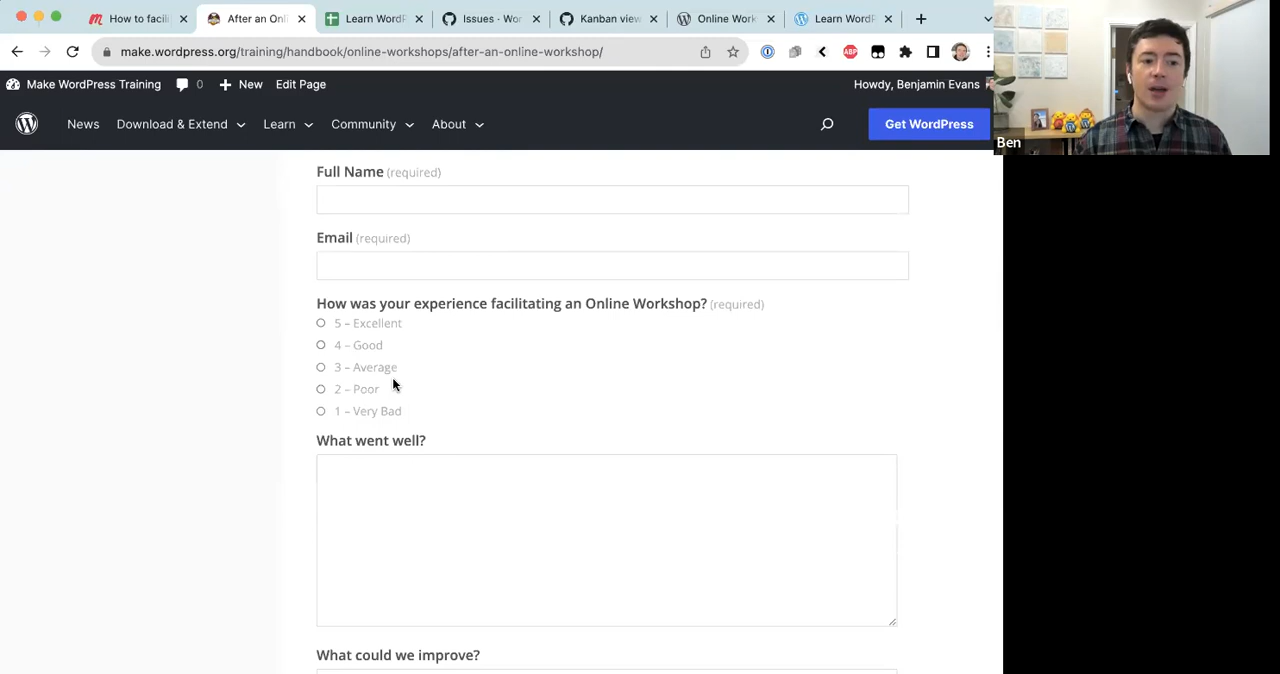 How to facili
After an Onli
Learn WordP
Issues · Wor
Kanban view
Online Work
Learn WordP
make.wordpress.org/training/handbook/online-workshops/after-an-online-workshop/
ABP
Make WordPress Training
0
New
Edit Page
Howdy, Benjamin Evans
News
Download & Extend
Learn
Community
About
Get WordPress
Ben
Full Name (required)
Email (required)
How was your experience facilitating an Online Workshop? (required)
5 – Excellent
4 – Good
3 – Average
2 – Poor
1 – Very Bad
What went well?
What could we improve?